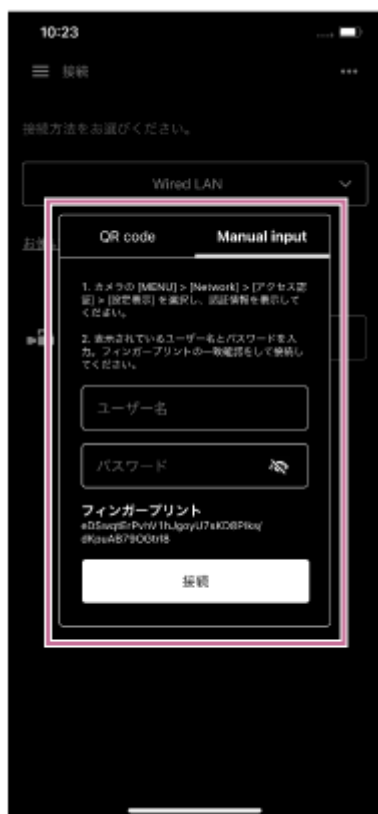 10:23
接続
接続方法をお選びください。
Wired LAN
QR code Manual input
1. カメラの [MENU] > [Network] > [アクセス認
証] > [設定表示] を選択し、認証情報を表示して
ください。
2. 表示されているユーザー名とパスワードを入
力。フィンガープリントの一致確認をして接続し
てください。
ユーザー名
パスワード
フィンガープリント
接続